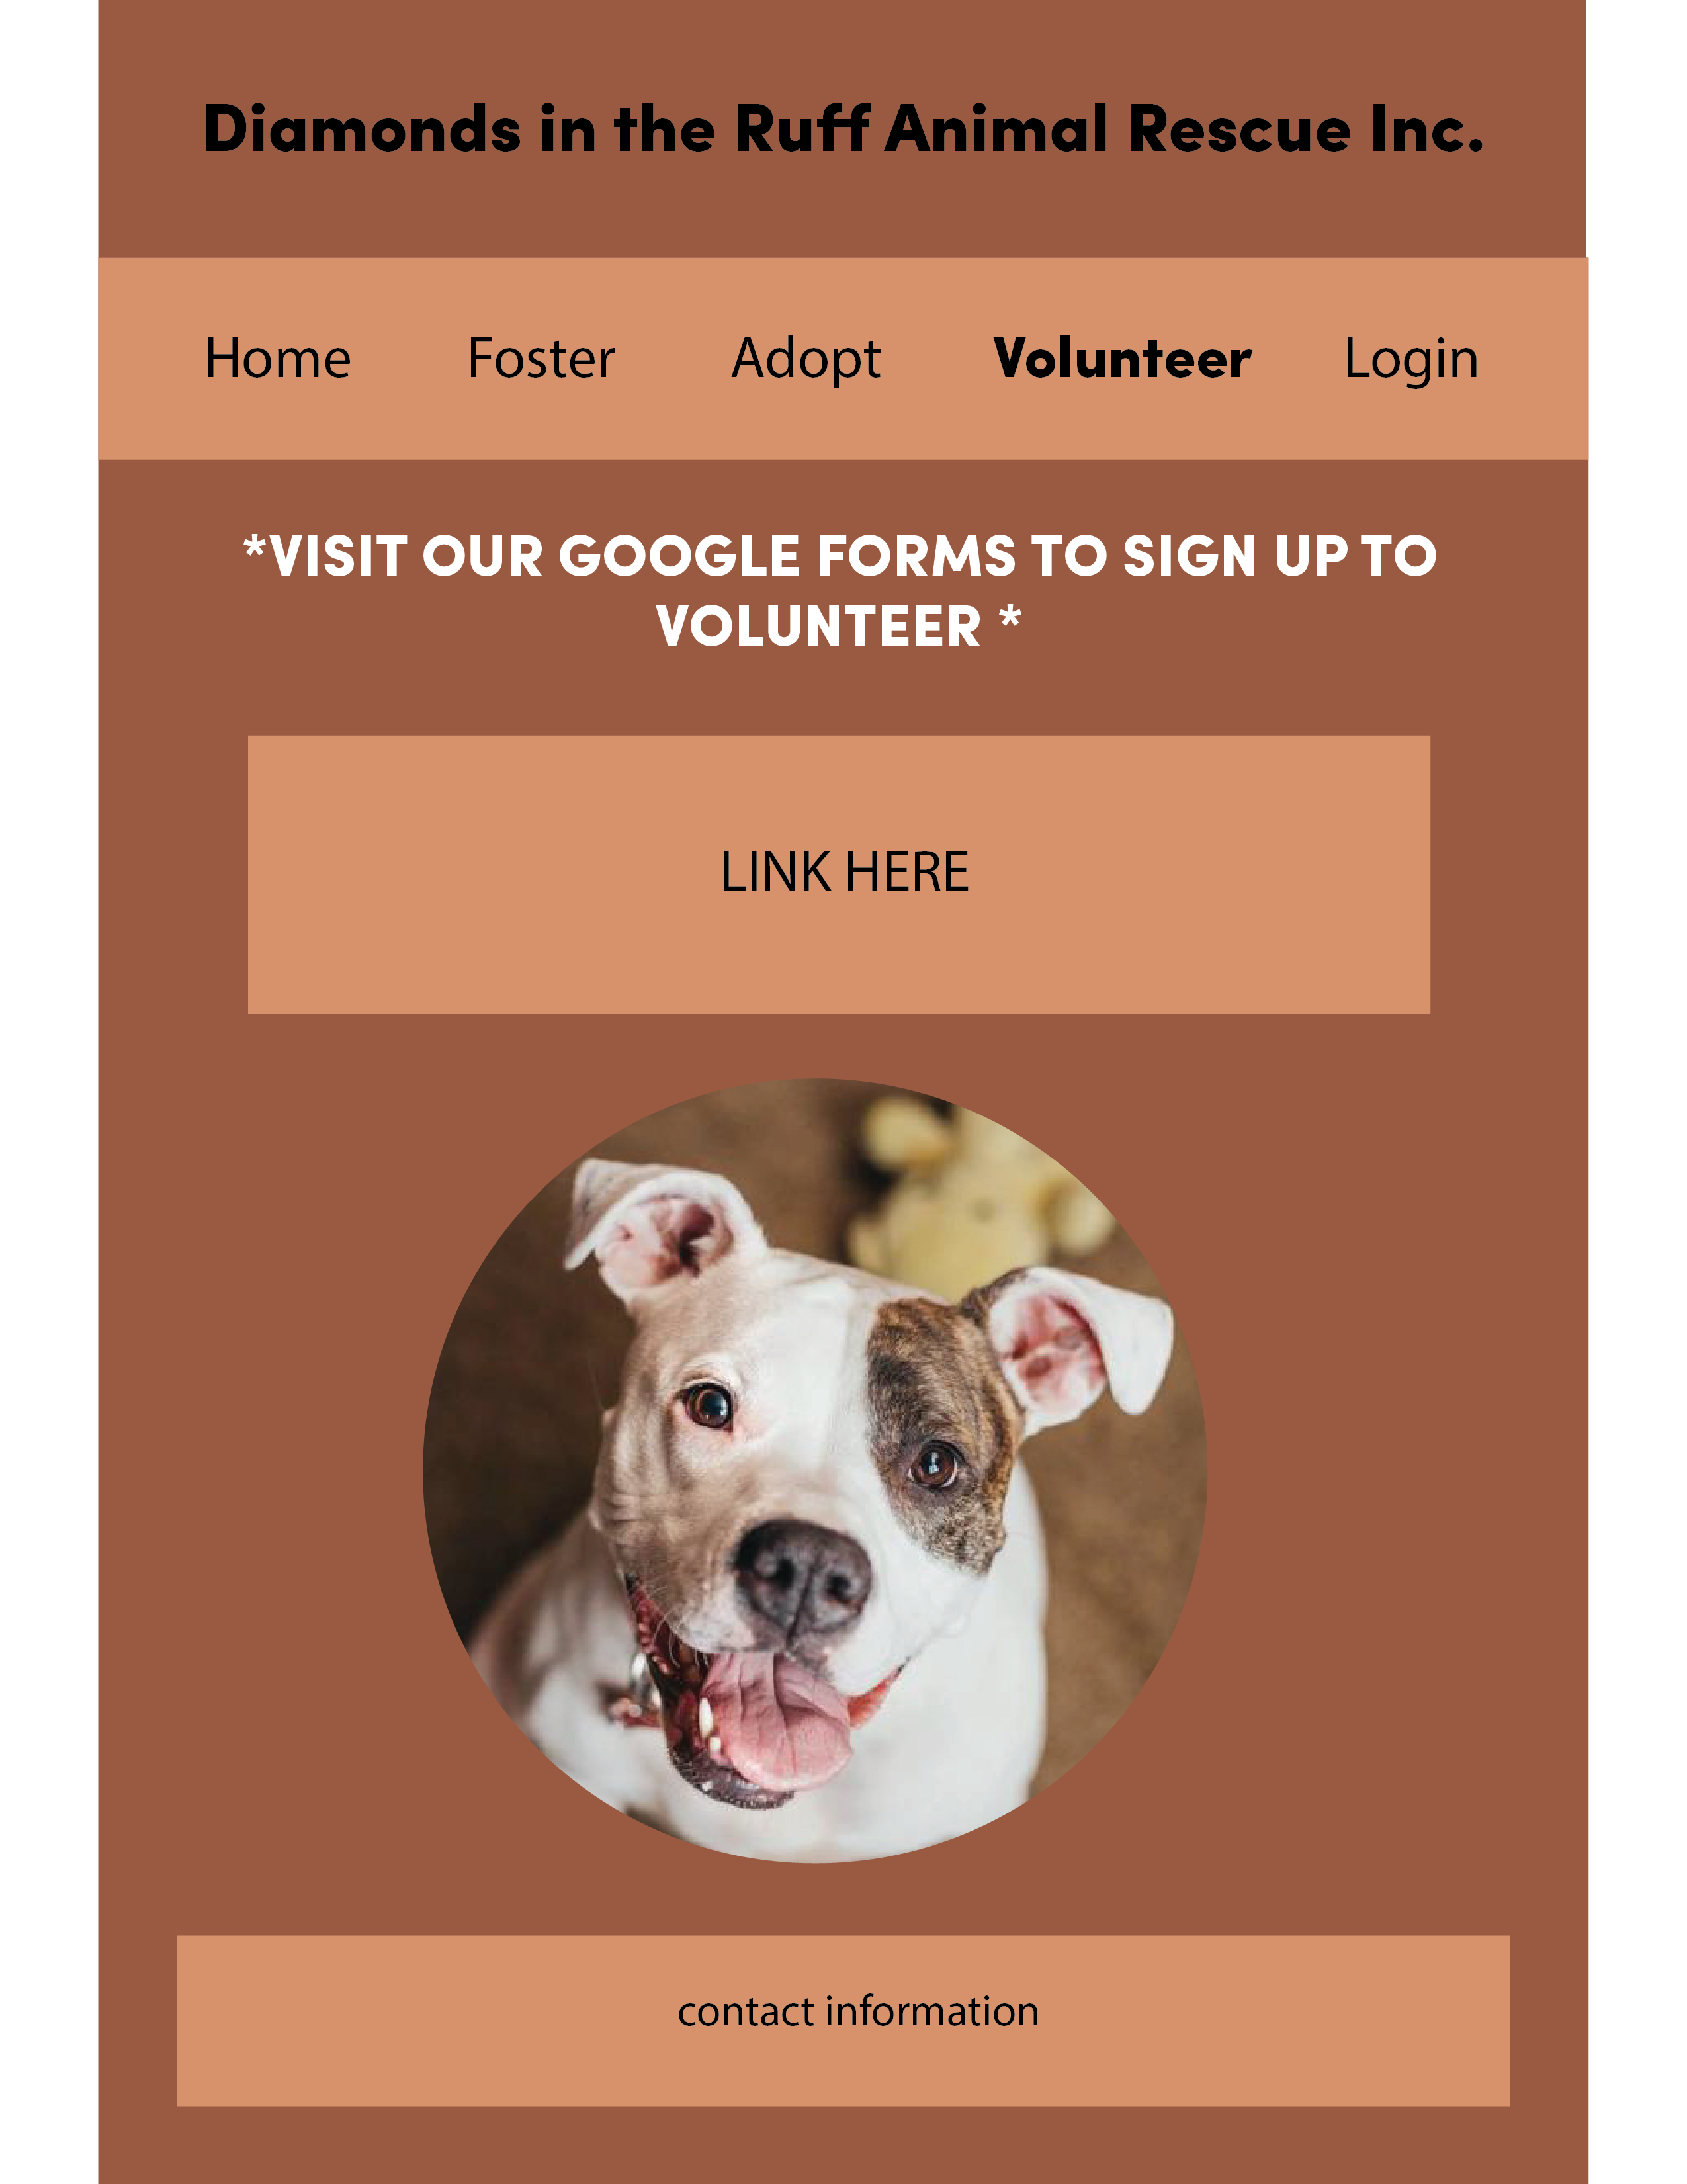 Diamonds in the Ruff Animal Rescue Inc.
Home Foster Adopt Volunteer Login
*VISIT OUR GOOGLE FORMS TO SIGN UP TO
VOLUNTEER *
LINK HERE
contact information